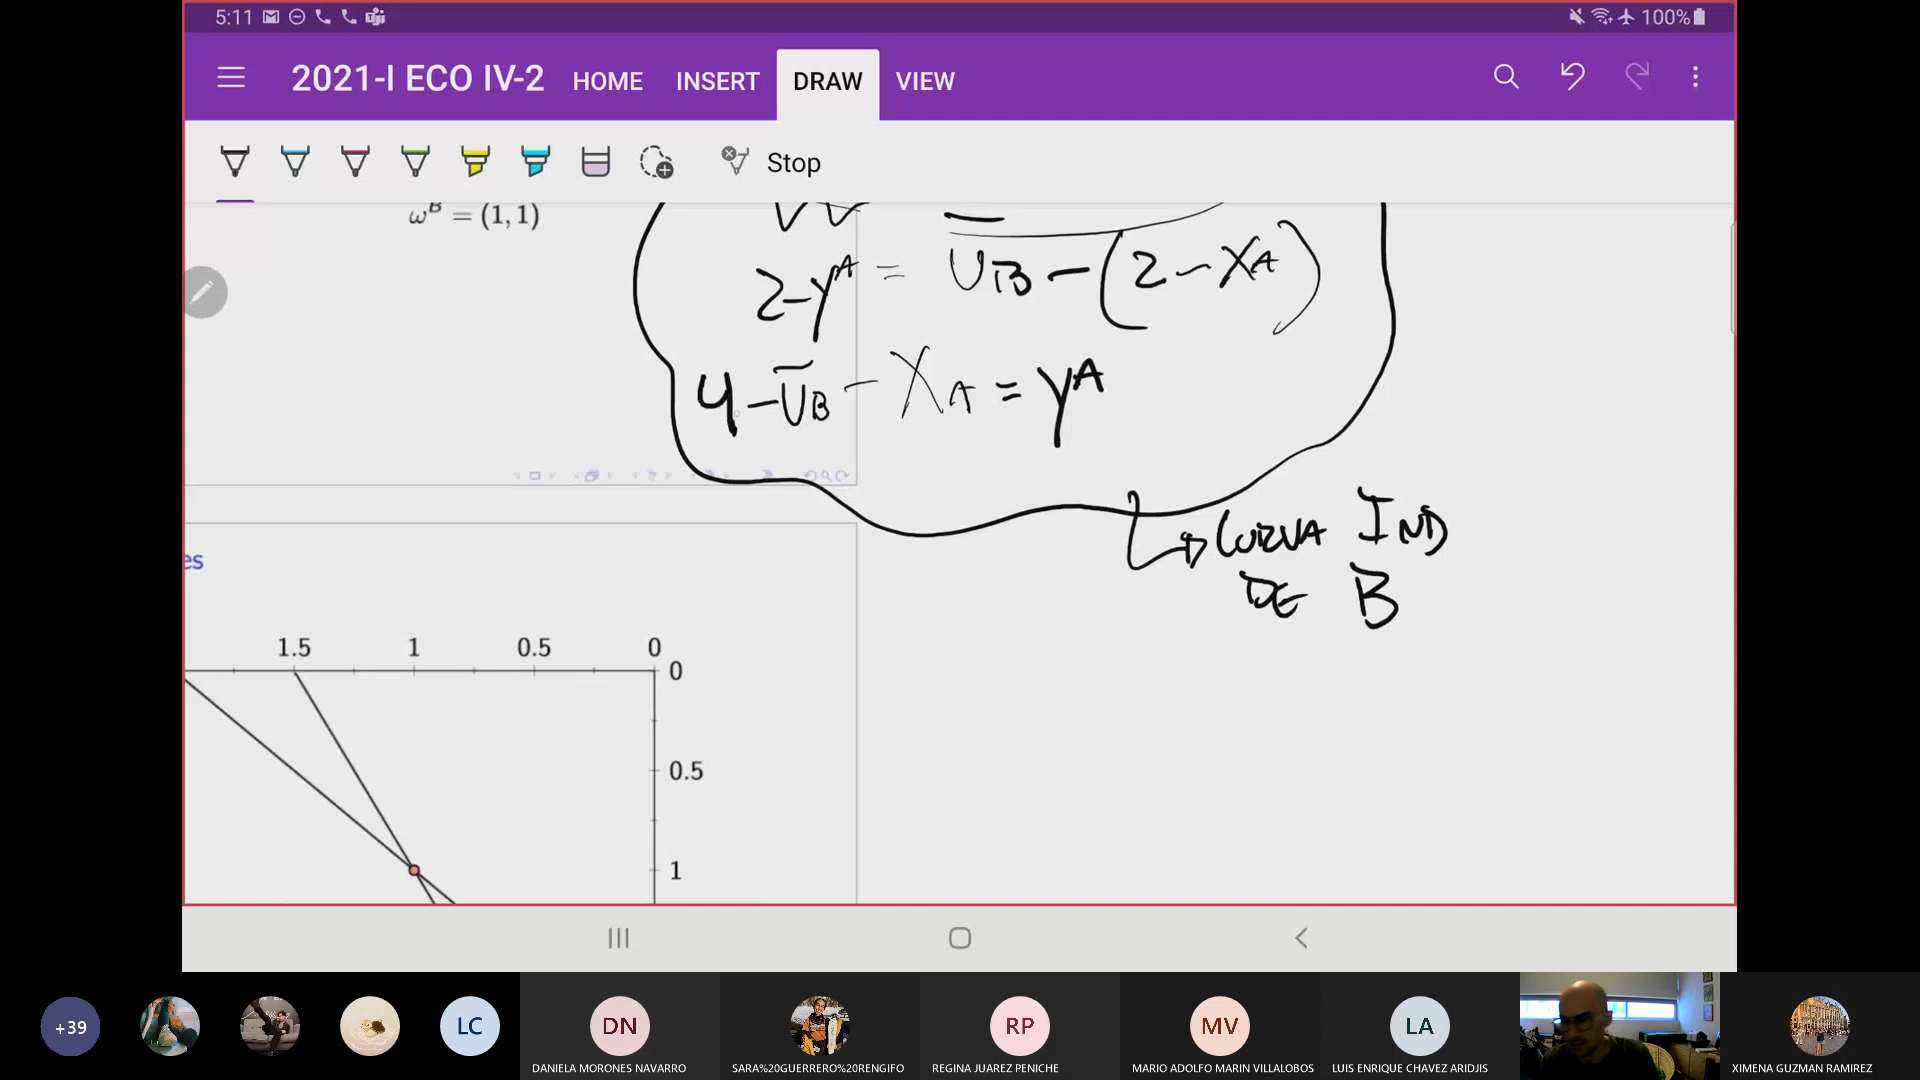 5:11 100%
2021-I ECO IV-2 HOME INSERT DRAW VIEW
Stop
ω^B = (1, 1)
2-y^A = U_B - (2 - X_A)
4 - Ū_B - X_A = y^A
CURVA IND
DE B
es
1.5 1 0.5 0
0
0.5
1
+39 LC DN RP MV LA
DANIELA MORONES NAVARRO SARA%20GUERRERO%20RENGIFO REGINA JUAREZ PENICHE MARIO ADOLFO MARIN VILLALOBOS LUIS ENRIQUE CHAVEZ ARIDJIS XIMENA GUZMAN RAMIREZ